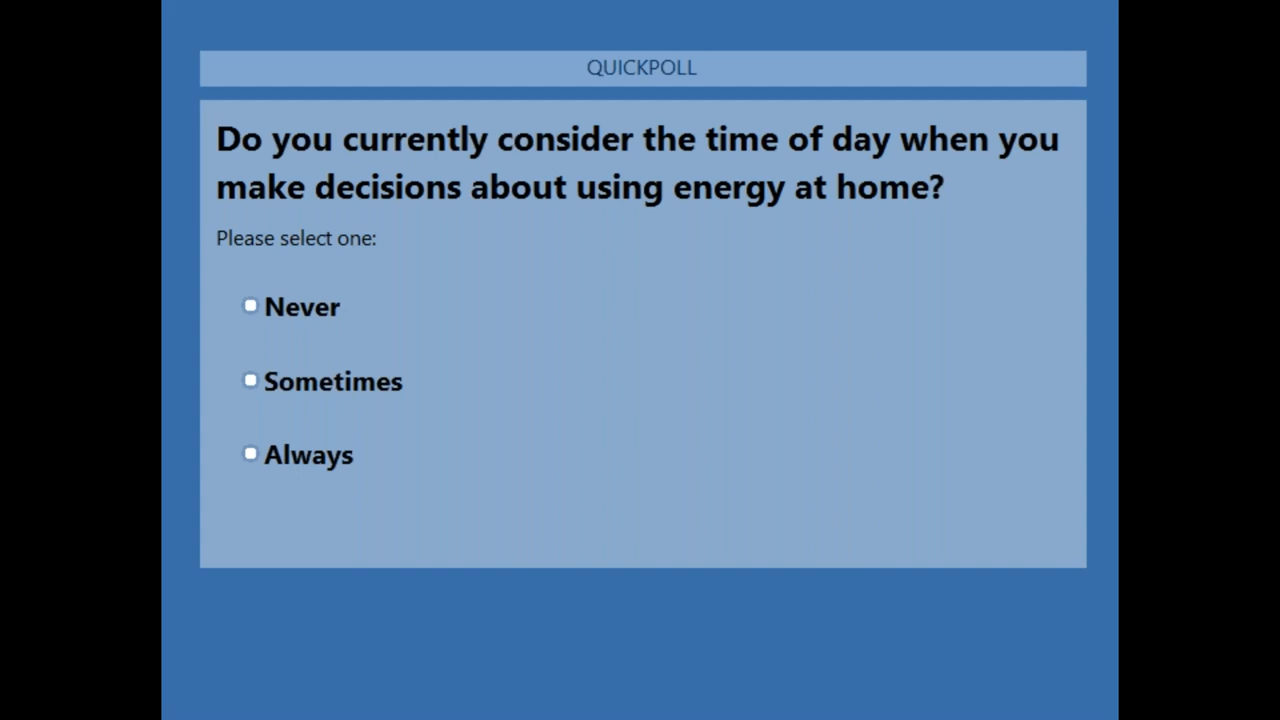 QUICKPOLL
Do you currently consider the time of day when you
make decisions about using energy at home?
Please select one:
Never
Sometimes
Always